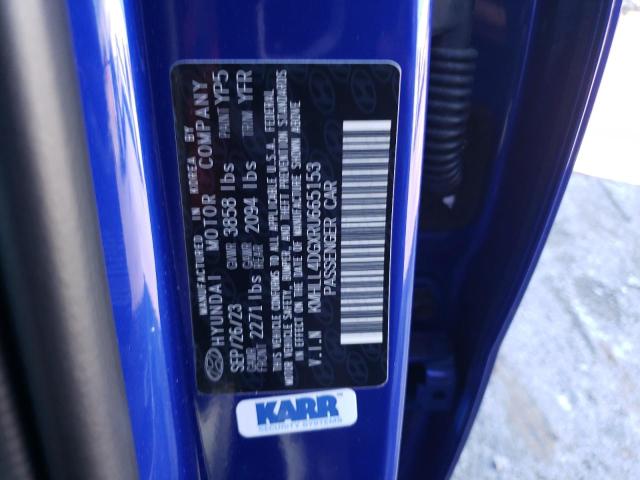 MANUFACTURED IN KOREA BY
HYUNDAI MOTOR COMPANY
SEP/26/23 GVWR 3858 lbs PAINT YP5
GAWR FRONT 2271 lbs GAWR REAR 2094 lbs TRIM YFR
THIS VEHICLE CONFORMS TO ALL APPLICABLE U.S.A. FEDERAL
MOTOR VEHICLE SAFETY, BUMPER, AND THEFT PREVENTION STANDARDS
IN EFFECT ON THE DATE OF MANUFACTURE SHOWN ABOVE
V.I.N KMHLL4DGXRU665153
PASSENGER CAR
KARR
SECURITY SYSTEMS